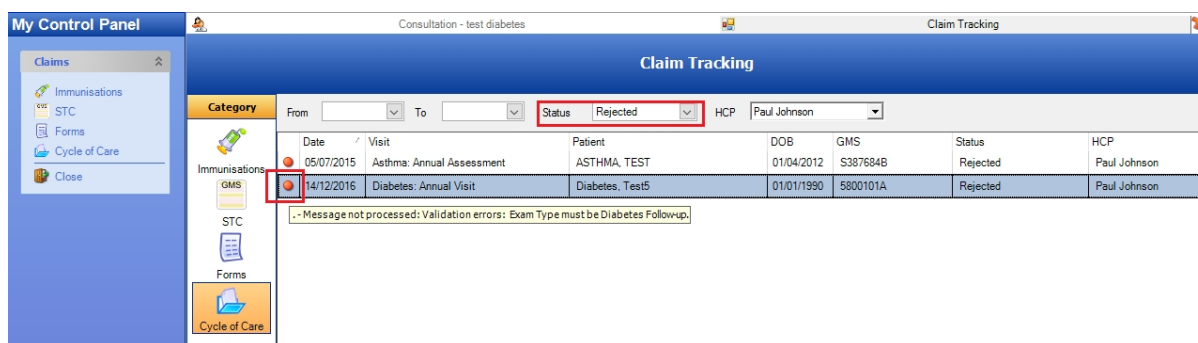 My Control Panel
Consultation - test diabetes
Claim Tracking
Claims
Immunisations
STC
Forms
Cycle of Care
Close
Claim Tracking
Category
From To Status Rejected HCP Paul Johnson
Immunisations
GMS
STC
Forms
Cycle of Care
Date Visit Patient DOB GMS Status HCP
05/07/2015 Asthma: Annual Assessment ASTHMA, TEST 01/04/2012 S387684B Rejected Paul Johnson
14/12/2016 Diabetes: Annual Visit Diabetes, Test5 01/01/1990 5800101A Rejected Paul Johnson
.- Message not processed: Validation errors: Exam Type must be Diabetes Follow-up.